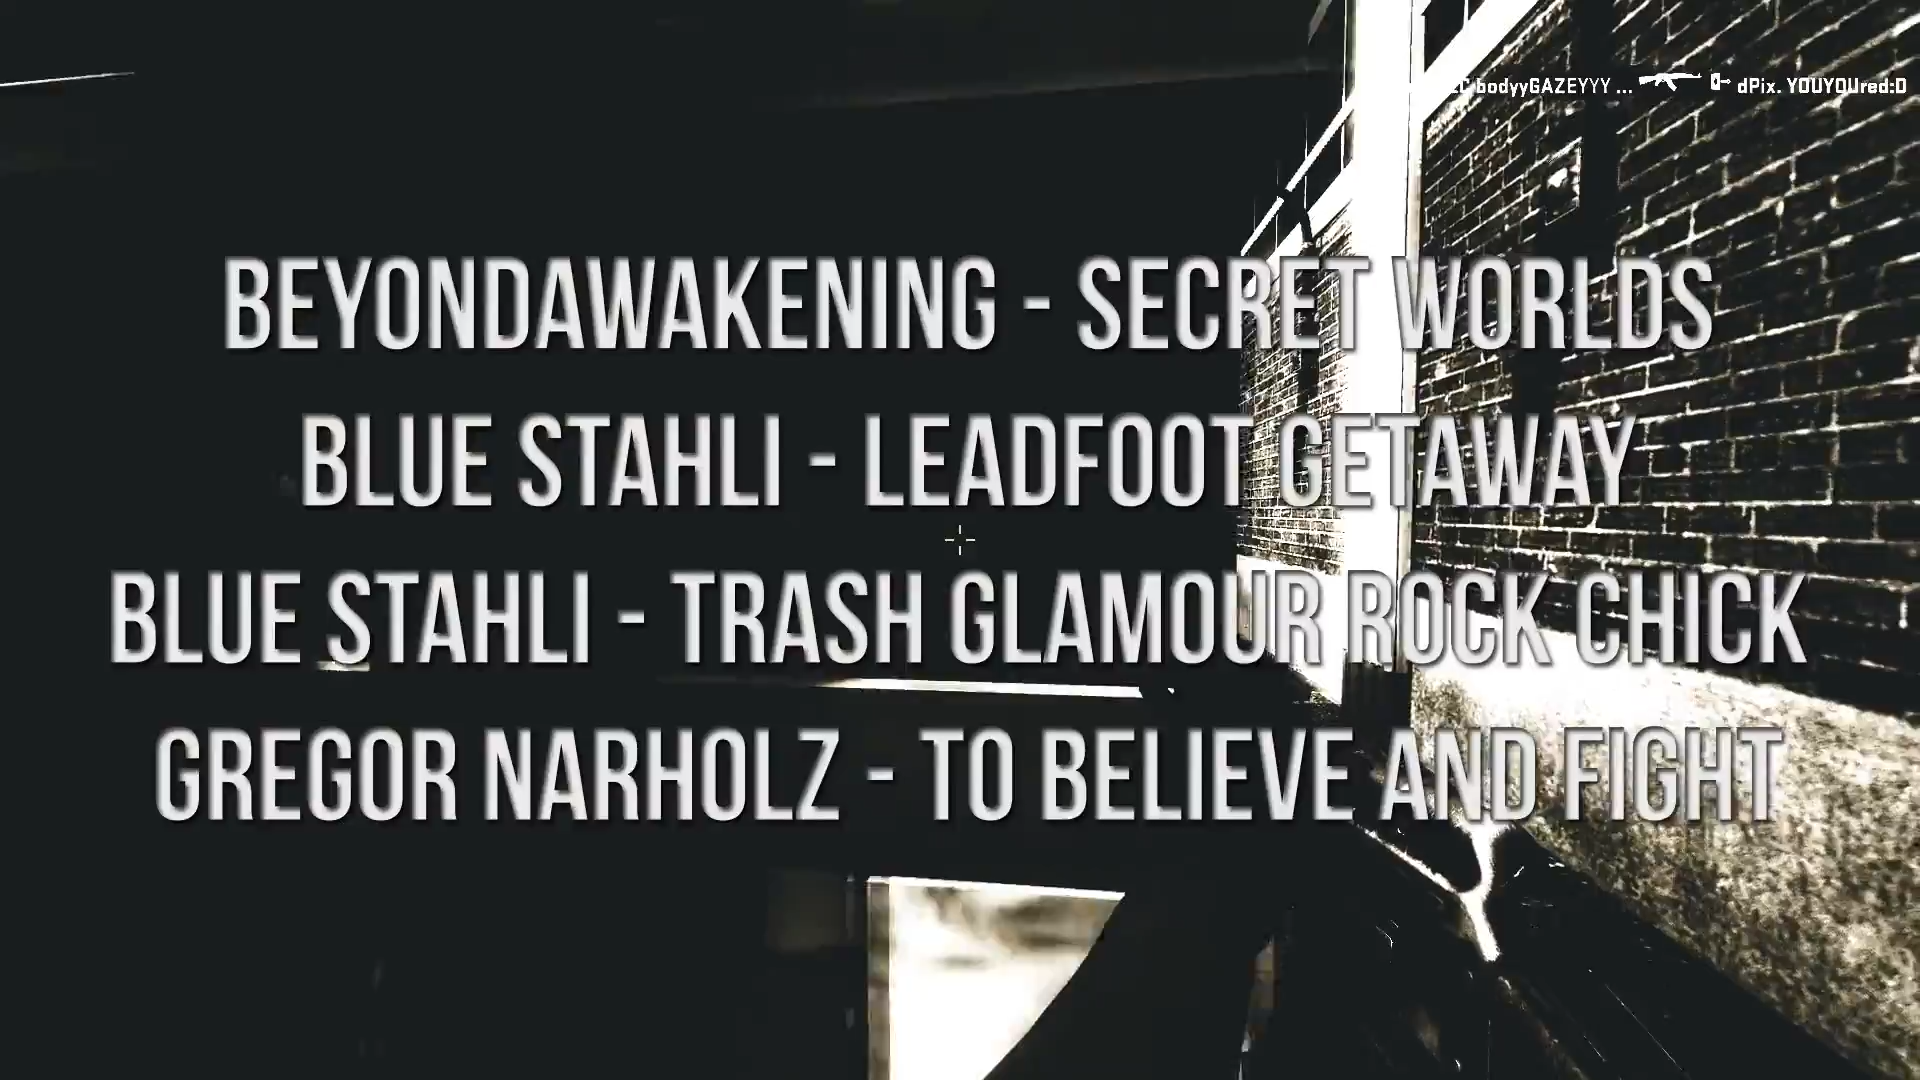 bodyyGAZEYYY ... dPix. YOUYOUred:D
BEYONDAWAKENING - SECRET WORLDS
BLUE STAHLI - LEADFOOT GETAWAY
BLUE STAHLI - TRASH GLAMOUR ROCK CHICK
GREGOR NARHOLZ - TO BELIEVE AND FIGHT